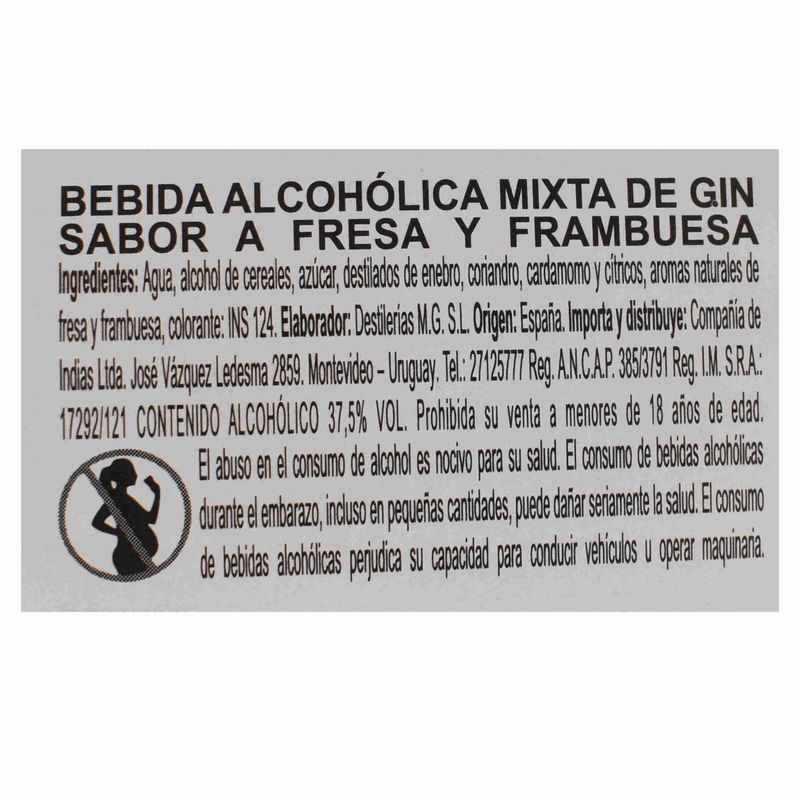 BEBIDA ALCOHÓLICA MIXTA DE GIN
SABOR A FRESA Y FRAMBUESA
Ingredientes: Agua, alcohol de cereales, azúcar, destilados de enebro, coriandro, cardamomo y cítricos, aromas naturales de
fresa y frambuesa, colorante: INS 124. Elaborador: Destilerías M.G. S.L. Origen: España. Importa y distribuye: Compañía de
Indias Ltda. José Vázquez Ledesma 2859. Montevideo – Uruguay. Tel.: 27125777 Reg. A.N.C.A.P. 385/3791 Reg. I.M. S.R.A.:
17292/121 CONTENIDO ALCOHÓLICO 37,5% VOL. Prohibida su venta a menores de 18 años de edad.
El abuso en el consumo de alcohol es nocivo para su salud. El consumo de bebidas alcohólicas
durante el embarazo, incluso en pequeñas cantidades, puede dañar seriamente la salud. El consumo
de bebidas alcohólicas perjudica su capacidad para conducir vehículos u operar maquinaria.